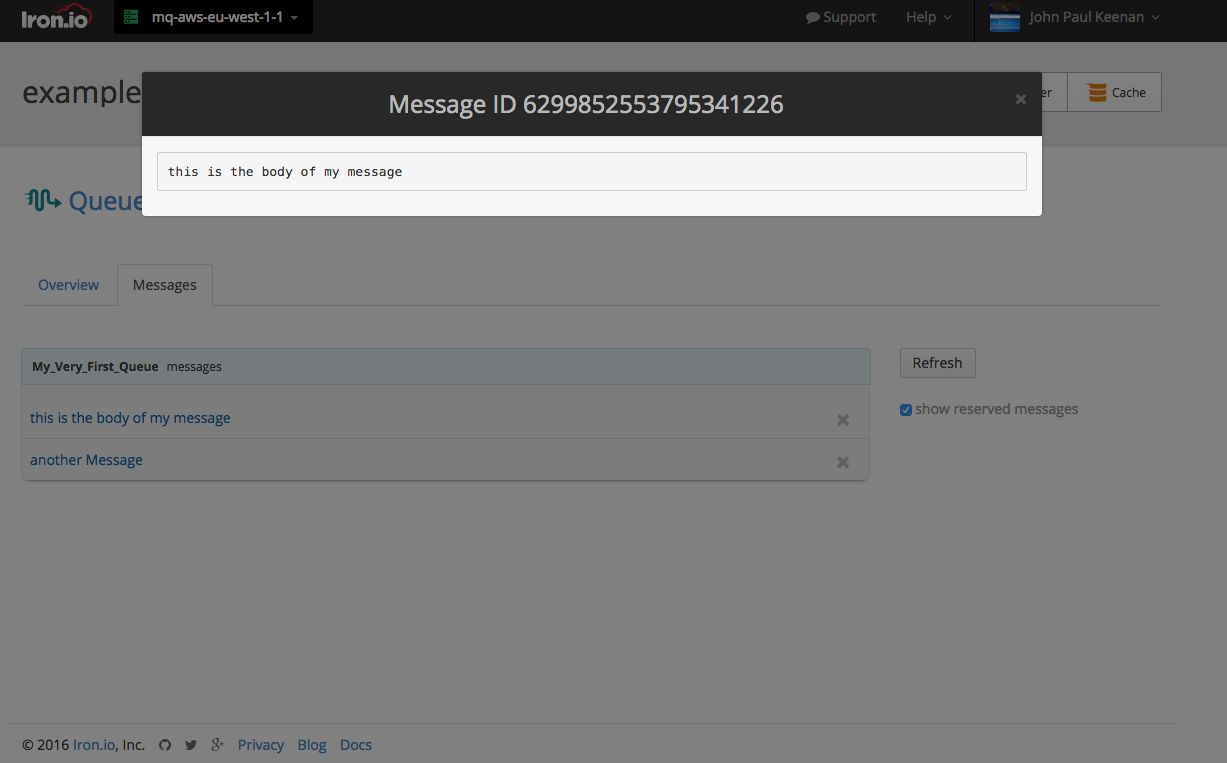 Iron.io mq-aws-eu-west-1-1 Support Help John Paul Keenan
example
er Cache
Message ID 6299852553795341226
this is the body of my message
Queue
Overview Messages
My_Very_First_Queue messages
Refresh
this is the body of my message
show reserved messages
another Message
© 2016 Iron.io, Inc. Privacy Blog Docs